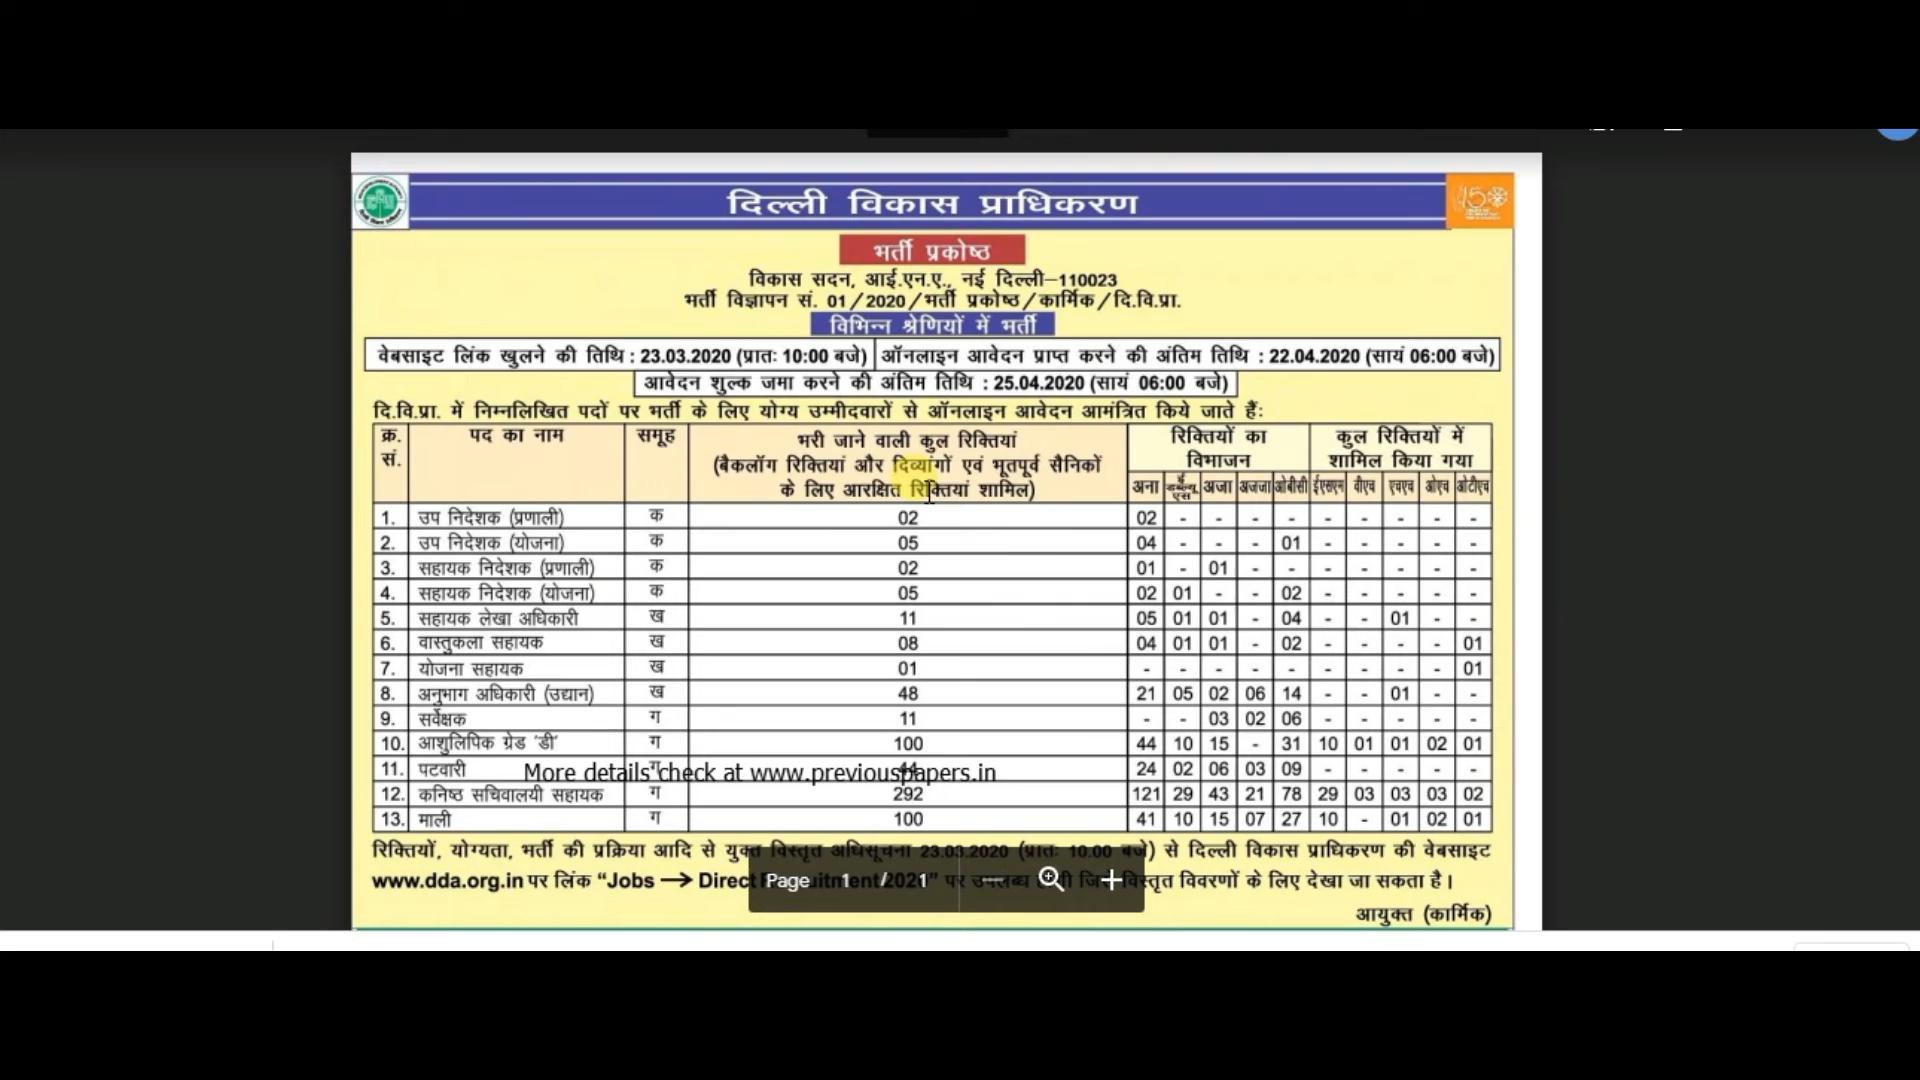 दिल्ली विकास प्राधिकरण
भर्ती प्रकोष्ठ
विकास सदन, आई.एन.ए., नई दिल्ली–110023
भर्ती विज्ञापन सं. 01/2020/भर्ती प्रकोष्ठ/कार्मिक/दि.वि.प्रा.
विभिन्न श्रेणियों में भर्ती
वेबसाइट लिंक खुलने की तिथि : 23.03.2020 (प्रातः 10:00 बजे) ऑनलाइन आवेदन प्राप्त करने की अंतिम तिथि : 22.04.2020 (सायं 06:00 बजे)
आवेदन शुल्क जमा करने की अंतिम तिथि : 25.04.2020 (सायं 06:00 बजे)
दि.वि.प्रा. में निम्नलिखित पदों पर भर्ती के लिए योग्य उम्मीदवारों से ऑनलाइन आवेदन आमंत्रित किये जाते हैं:
क्र. सं. पद का नाम समूह भरी जाने वाली कुल रिक्तियां रिक्तियों का विभाजन कुल रिक्तियों में शामिल किया गया
(बैकलॉग रिक्तियां और दिव्यांगों एवं भूतपूर्व सैनिकों
के लिए आरक्षित रिक्तियां शामिल) अना ई डब्ल्यू एस अजा अजजा ओबीसी ईएसएम वीएच एचएच ओएच ओटीएच
1. उप निदेशक (प्रणाली) क 02 02 - - - - - - - - -
2. उप निदेशक (योजना) क 05 04 - - - 01 - - - - -
3. सहायक निदेशक (प्रणाली) क 02 01 - 01 - - - - - - -
4. सहायक निदेशक (योजना) क 05 02 01 - - 02 - - - - -
5. सहायक लेखा अधिकारी ख 11 05 01 01 - 04 - - 01 - -
6. वास्तुकला सहायक ख 08 04 01 01 - 02 - - - - 01
7. योजना सहायक ख 01 - - - - - - - - - 01
8. अनुभाग अधिकारी (उद्यान) ख 48 21 05 02 06 14 - - 01 - -
9. सर्वेक्षक ग 11 - - 03 02 06 - - - - -
10. आशुलिपिक ग्रेड 'डी' ग 100 44 10 15 - 31 10 01 01 02 01
11. पटवारी ग 44 24 02 06 03 09 - - - - -
More details check at www.previouspapers.in
12. कनिष्ठ सचिवालयी सहायक ग 292 121 29 43 21 78 29 03 03 03 02
13. माली ग 100 41 10 15 07 27 10 - 01 02 01
रिक्तियों, योग्यता, भर्ती की प्रक्रिया आदि से युक्त विस्तृत अधिसूचना 23.03.2020 (प्रातः 10.00 बजे) से दिल्ली विकास प्राधिकरण की वेबसाइट
www.dda.org.in पर लिंक “Jobs → Direct 2021” पर उपलब्ध विस्तृत विवरणों के लिए देखा जा सकता है।
Page 1 / 1
आयुक्त (कार्मिक)